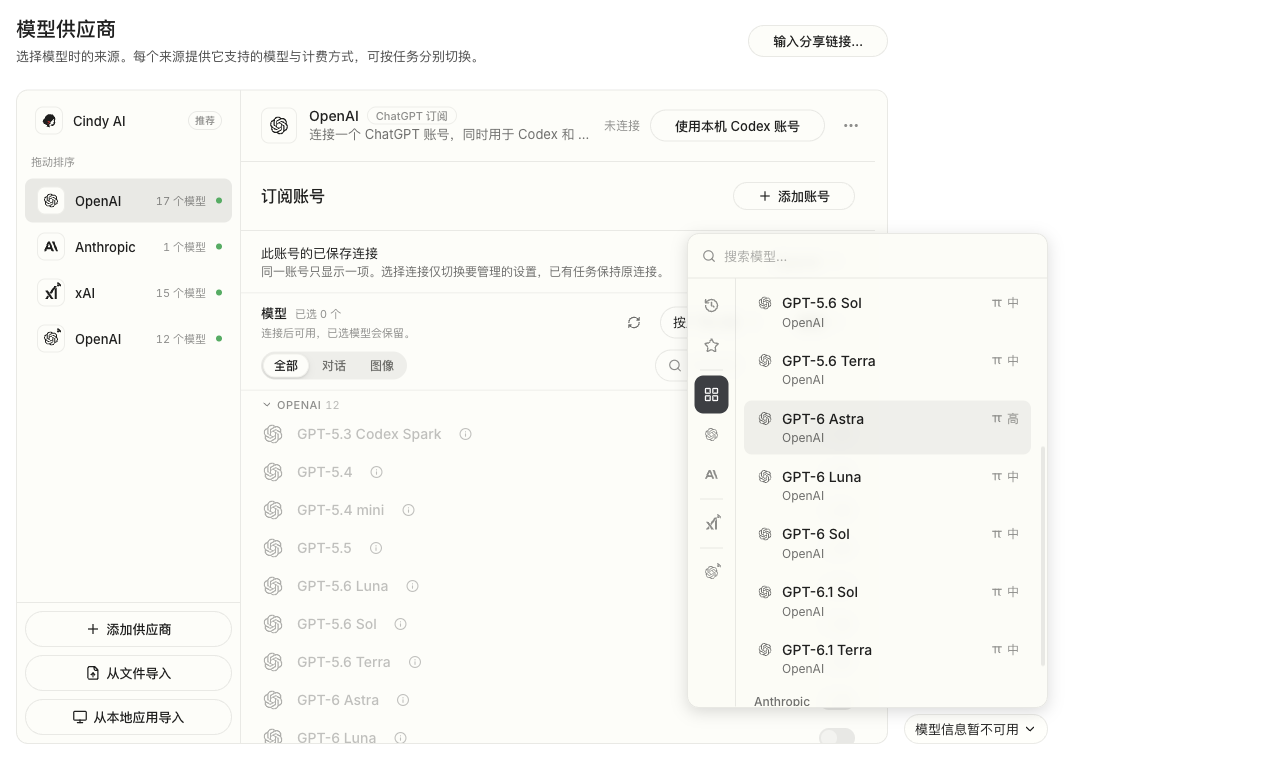 模型供应商
选择模型时的来源。每个来源提供它支持的模型与计费方式，可按任务分别切换。
输入分享链接...
Cindy AI
推荐
拖动排序
OpenAI
17 个模型
Anthropic
1 个模型
xAI
15 个模型
OpenAI
12 个模型
添加供应商
从文件导入
从本地应用导入
OpenAI
ChatGPT 订阅
连接一个 ChatGPT 账号，同时用于 Codex 和 ...
未连接
使用本机 Codex 账号
订阅账号
添加账号
此账号的已保存连接
同一账号只显示一项。选择连接仅切换要管理的设置，已有任务保持原连接。
模型 已选 0 个
连接后可用，已选模型会保留。
按
全部
对话
图像
OPENAI 12
GPT-5.3 Codex Spark
GPT-5.4
GPT-5.4 mini
GPT-5.5
GPT-5.6 Luna
GPT-5.6 Sol
GPT-5.6 Terra
GPT-6 Astra
GPT-6 Luna
搜索模型...
GPT-5.6 Sol
π 中
OpenAI
GPT-5.6 Terra
π 中
OpenAI
GPT-6 Astra
π 高
OpenAI
GPT-6 Luna
π 中
OpenAI
GPT-6 Sol
π 中
OpenAI
GPT-6.1 Sol
π 中
OpenAI
GPT-6.1 Terra
π 中
OpenAI
Anthropic
模型信息暂不可用